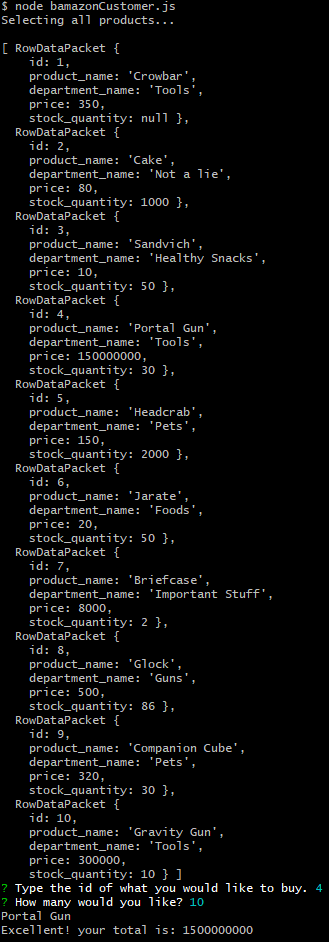 $ node bamazonCustomer.js
Selecting all products...
[ RowDataPacket {
    id: 1,
    product_name: 'Crowbar',
    department_name: 'Tools',
    price: 350,
    stock_quantity: null },
  RowDataPacket {
    id: 2,
    product_name: 'Cake',
    department_name: 'Not a lie',
    price: 80,
    stock_quantity: 1000 },
  RowDataPacket {
    id: 3,
    product_name: 'Sandvich',
    department_name: 'Healthy Snacks',
    price: 10,
    stock_quantity: 50 },
  RowDataPacket {
    id: 4,
    product_name: 'Portal Gun',
    department_name: 'Tools',
    price: 150000000,
    stock_quantity: 30 },
  RowDataPacket {
    id: 5,
    product_name: 'Headcrab',
    department_name: 'Pets',
    price: 150,
    stock_quantity: 2000 },
  RowDataPacket {
    id: 6,
    product_name: 'Jarate',
    department_name: 'Foods',
    price: 20,
    stock_quantity: 50 },
  RowDataPacket {
    id: 7,
    product_name: 'Briefcase',
    department_name: 'Important Stuff',
    price: 8000,
    stock_quantity: 2 },
  RowDataPacket {
    id: 8,
    product_name: 'Glock',
    department_name: 'Guns',
    price: 500,
    stock_quantity: 86 },
  RowDataPacket {
    id: 9,
    product_name: 'Companion Cube',
    department_name: 'Pets',
    price: 320,
    stock_quantity: 30 },
  RowDataPacket {
    id: 10,
    product_name: 'Gravity Gun',
    department_name: 'Tools',
    price: 300000,
    stock_quantity: 10 } ]
? Type the id of what you would like to buy. 4
? How many would you like? 10
Portal Gun
Excellent! your total is: 1500000000